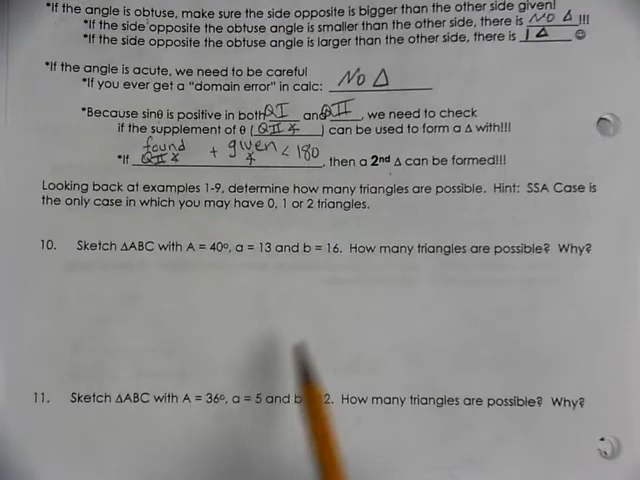 *If the angle is obtuse, make sure the side opposite is bigger than the other side given!
*If the side opposite the obtuse angle is smaller than the other side, there is NO Δ!!!
*If the side opposite the obtuse angle is larger than the other side, there is 1 Δ ☺
*If the angle is acute, we need to be careful
*If you ever get a "domain error" in calc: No Δ
*Because sinθ is positive in both QI and QII, we need to check
if the supplement of θ (QII ∡) can be used to form a Δ with!!!
*If found QII ∡ + given ∡ < 180, then a 2nd Δ can be formed!!!
Looking back at examples 1-9, determine how many triangles are possible. Hint: SSA Case is
the only case in which you may have 0, 1 or 2 triangles.
10. Sketch ΔABC with A = 40º, a = 13 and b = 16. How many triangles are possible? Why?
11. Sketch ΔABC with A = 36º, a = 5 and b 2. How many triangles are possible? Why?